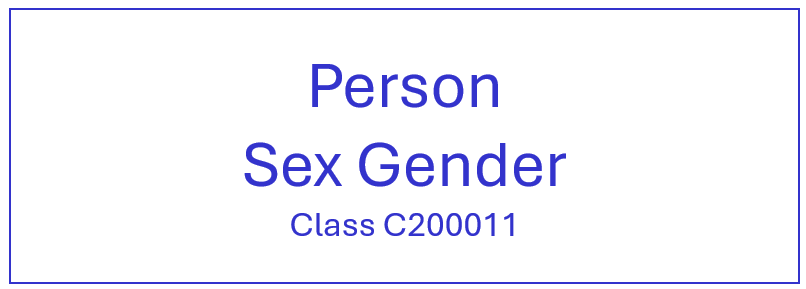 Person
Sex Gender
Class C200011